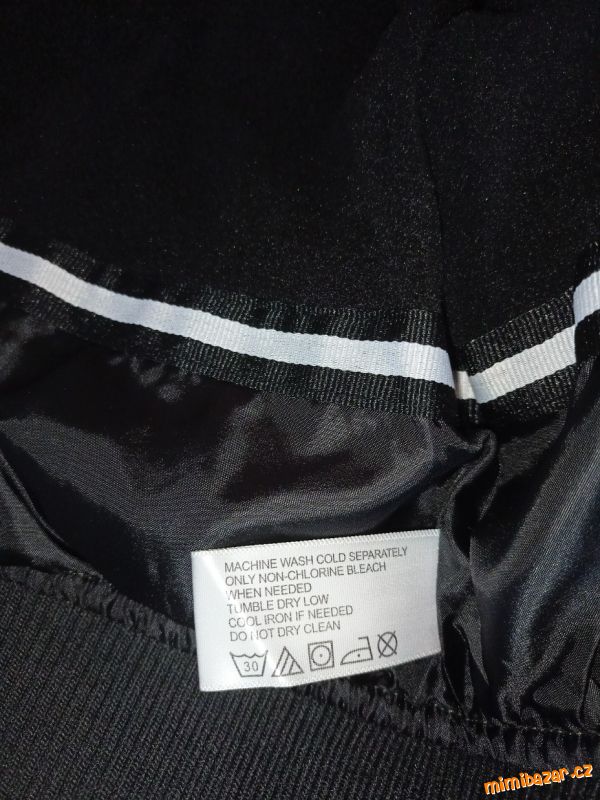 MACHINE WASH COLD SEPARATELY
ONLY NON-CHLORINE BLEACH
WHEN NEEDED
TUMBLE DRY LOW
COOL IRON IF NEEDED
DO NOT DRY CLEAN
30
mimibazar.cz